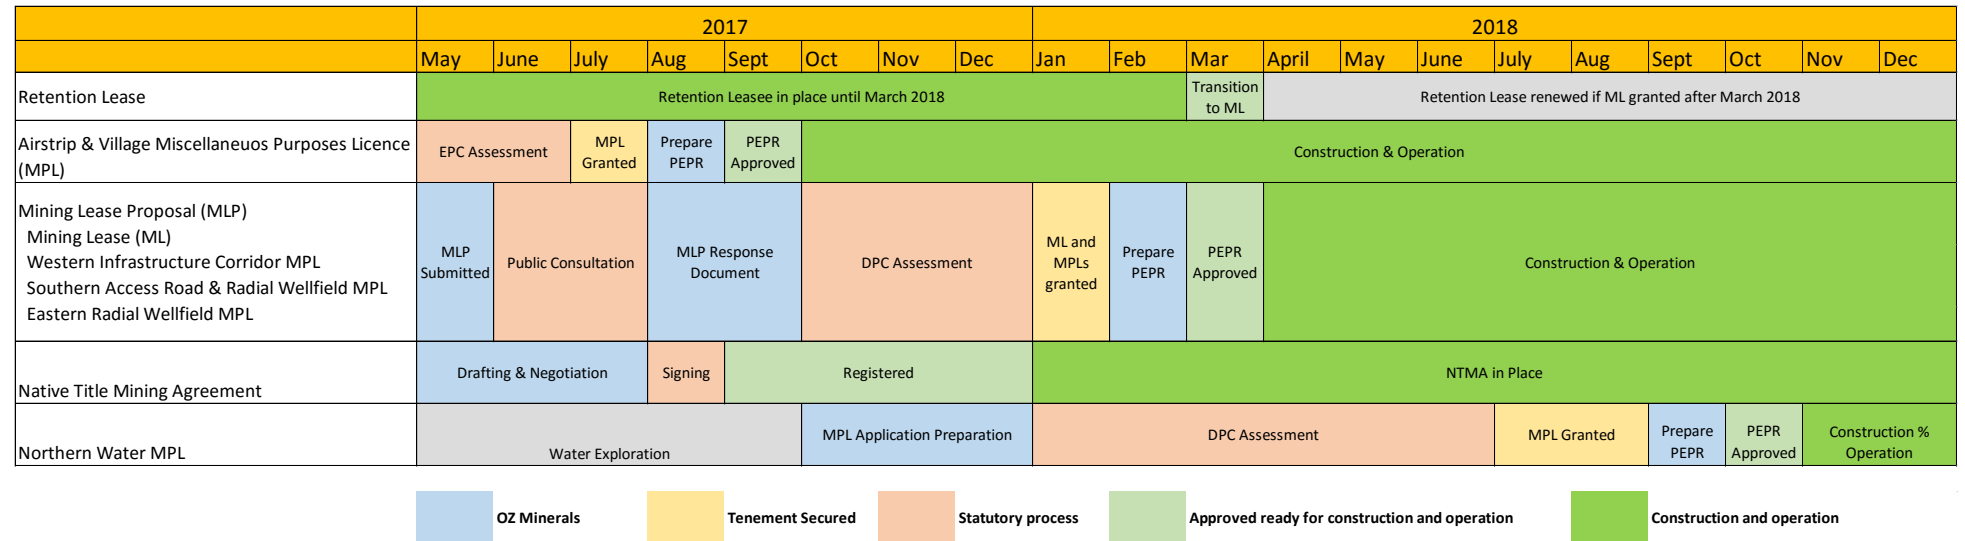 2017 2018
May June July Aug Sept Oct Nov Dec Jan Feb Mar April May June July Aug Sept Oct Nov Dec
Retention Lease
Retention Leasee in place until March 2018
Transition
to ML
Retention Lease renewed if ML granted after March 2018
Airstrip & Village Miscellaneuos Purposes Licence
(MPL)
EPC Assessment
MPL
Granted
Prepare
PEPR
PEPR
Approved
Construction & Operation
Mining Lease Proposal (MLP)
Mining Lease (ML)
Western Infrastructure Corridor MPL
Southern Access Road & Radial Wellfield MPL
Eastern Radial Wellfield MPL
MLP
Submitted
Public Consultation
MLP Response
Document
DPC Assessment
ML and
MPLs
granted
Prepare
PEPR
PEPR
Approved
Construction & Operation
Native Title Mining Agreement
Drafting & Negotiation
Signing
Registered
NTMA in Place
Northern Water MPL
Water Exploration
MPL Application Preparation
DPC Assessment
MPL Granted
Prepare
PEPR
PEPR
Approved
Construction %
Operation
OZ Minerals
Tenement Secured
Statutory process
Approved ready for construction and operation
Construction and operation